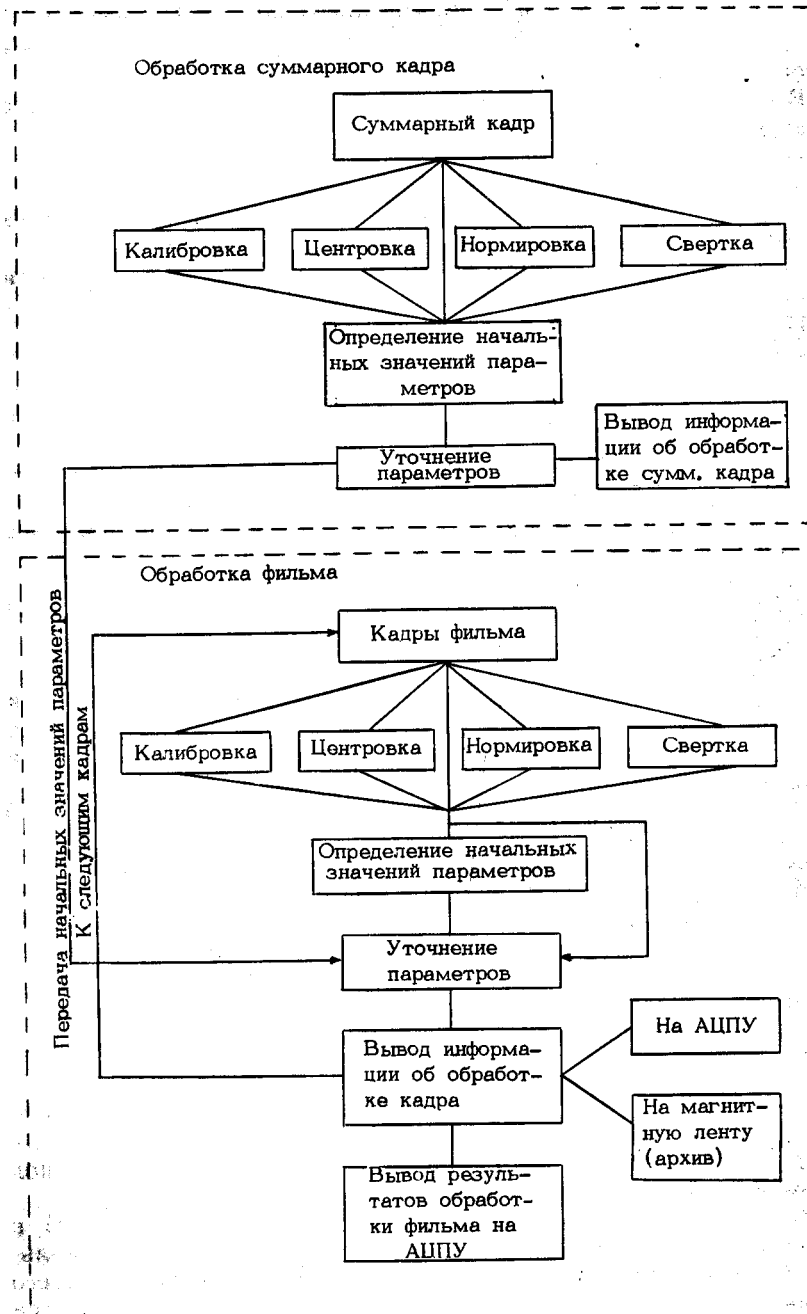 Обработка суммарного кадра
Суммарный кадр
Калибровка
Центровка
Нормировка
Свертка
Определение началь-
ных значений пара-
метров
Вывод информа-
ции об обработ-
ке сумм. кадра
Уточнение
параметров
Обработка фильма
Передача начальных значений параметров
К следующим кадрам
Кадры фильма
Калибровка
Центровка
Нормировка
Свертка
Определение начальных
значений параметров
Уточнение
параметров
Вывод информа-
ции об обработ-
ке кадра
На АЦПУ
На магнит-
ную ленту
(архив)
Вывод резуль-
татов обработ-
ки фильма на
АЦПУ